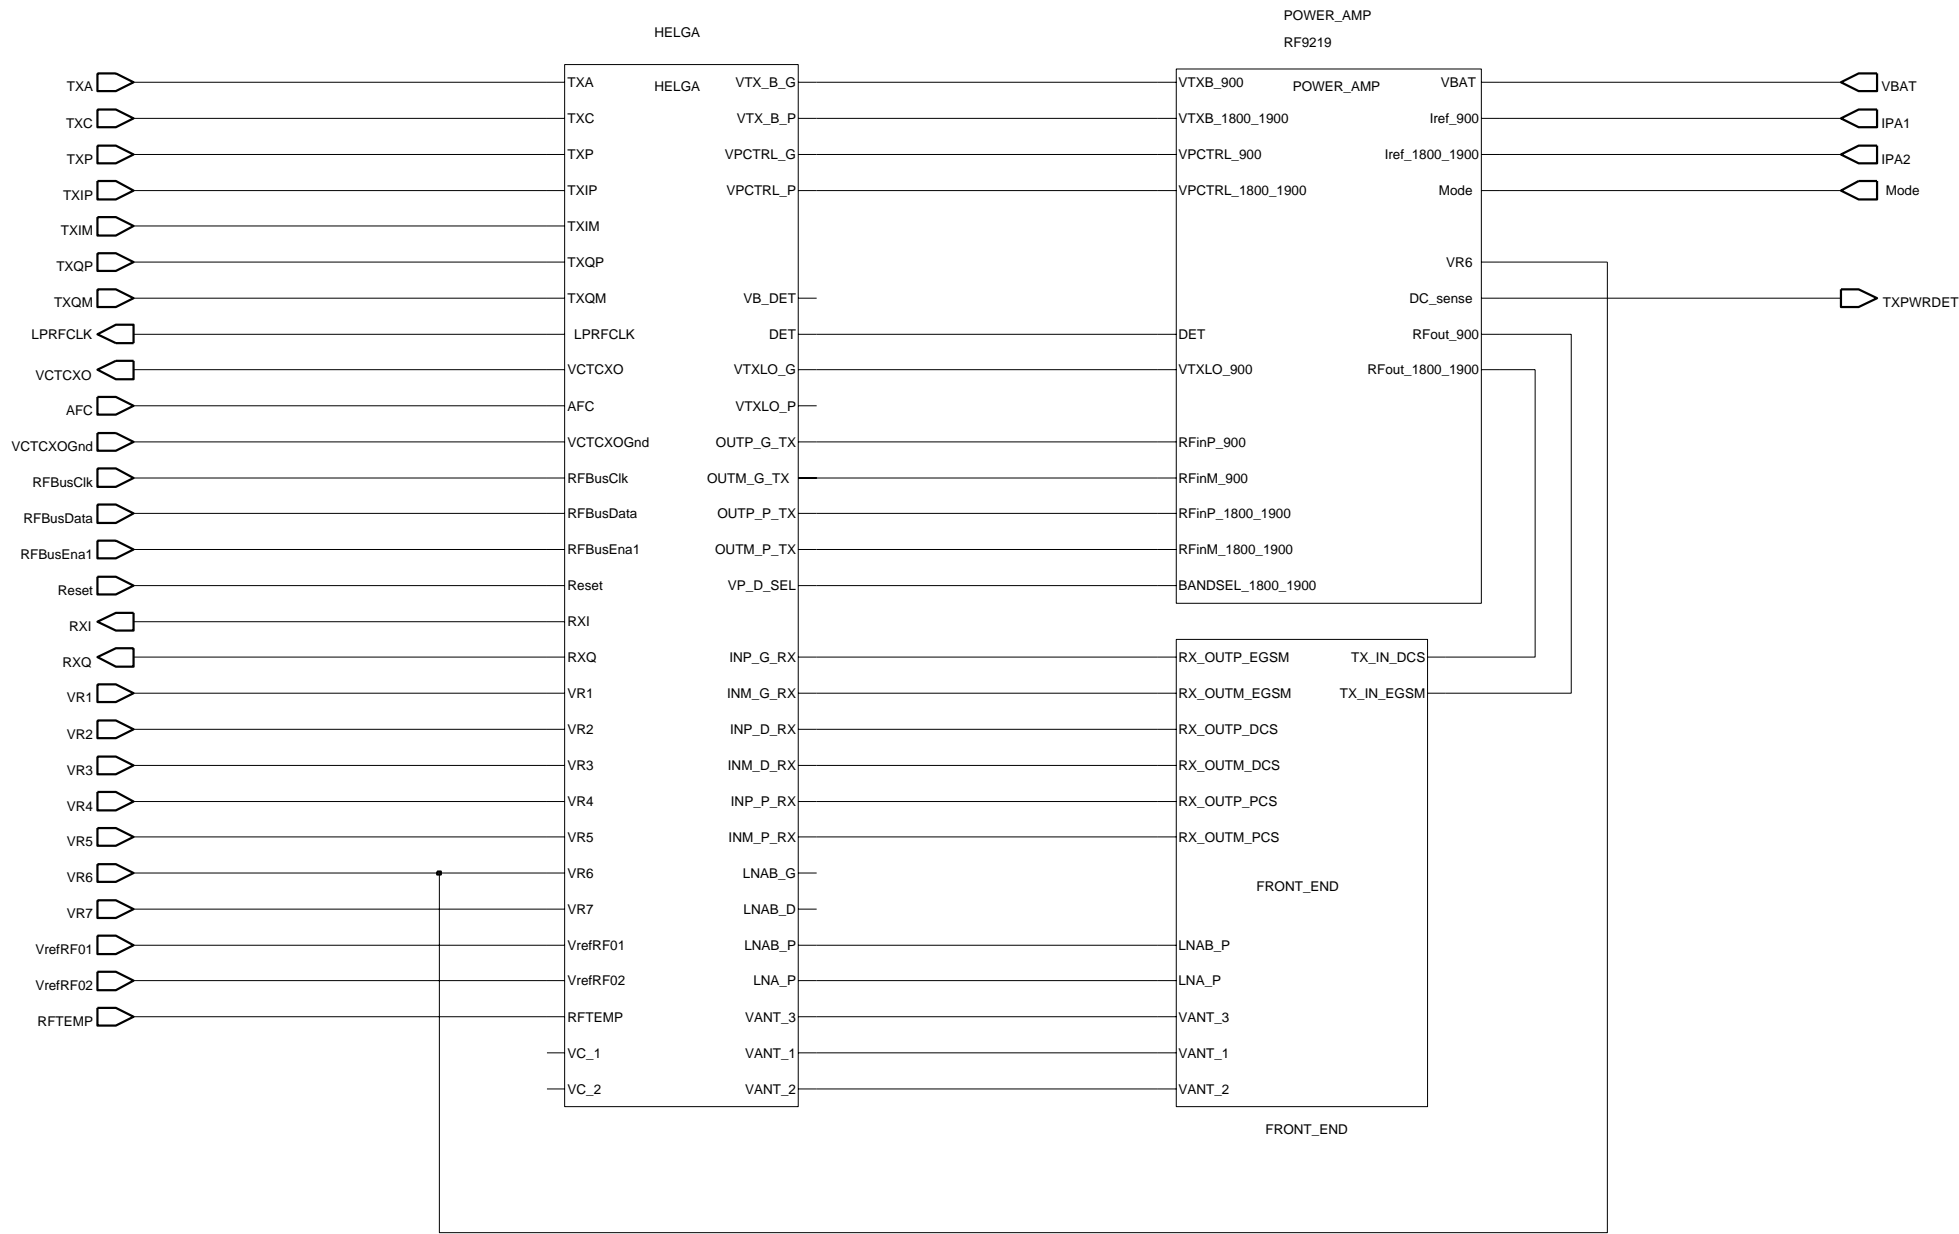 POWER_AMP
HELGA
RF9219
TXA TXA HELGA VTX_B_G VTXB_900 POWER_AMP VBAT VBAT
TXC TXC VTX_B_P VTXB_1800_1900 Iref_900 IPA1
TXP TXP VPCTRL_G VPCTRL_900 Iref_1800_1900 IPA2
TXIP TXIP VPCTRL_P VPCTRL_1800_1900 Mode Mode
TXIM TXIM
TXQP TXQP VR6
TXQM TXQM VB_DET DC_sense TXPWRDET
LPRFCLK LPRFCLK DET DET RFout_900
VCTCXO VCTCXO VTXLO_G VTXLO_900 RFout_1800_1900
AFC AFC VTXLO_P
VCTCXOGnd VCTCXOGnd OUTP_G_TX RFinP_900
RFBusClk RFBusClk OUTM_G_TX RFinM_900
RFBusData RFBusData OUTP_P_TX RFinP_1800_1900
RFBusEna1 RFBusEna1 OUTM_P_TX RFinM_1800_1900
Reset Reset VP_D_SEL BANDSEL_1800_1900
RXI RXI
RXQ RXQ INP_G_RX RX_OUTP_EGSM TX_IN_DCS
VR1 VR1 INM_G_RX RX_OUTM_EGSM TX_IN_EGSM
VR2 VR2 INP_D_RX RX_OUTP_DCS
VR3 VR3 INM_D_RX RX_OUTM_DCS
VR4 VR4 INP_P_RX RX_OUTP_PCS
VR5 VR5 INM_P_RX RX_OUTM_PCS
VR6 VR6 LNAB_G
FRONT_END
VR7 VR7 LNAB_D
VrefRF01 VrefRF01 LNAB_P LNAB_P
VrefRF02 VrefRF02 LNA_P LNA_P
RFTEMP RFTEMP VANT_3 VANT_3
VC_1 VANT_1 VANT_1
VC_2 VANT_2 VANT_2
FRONT_END